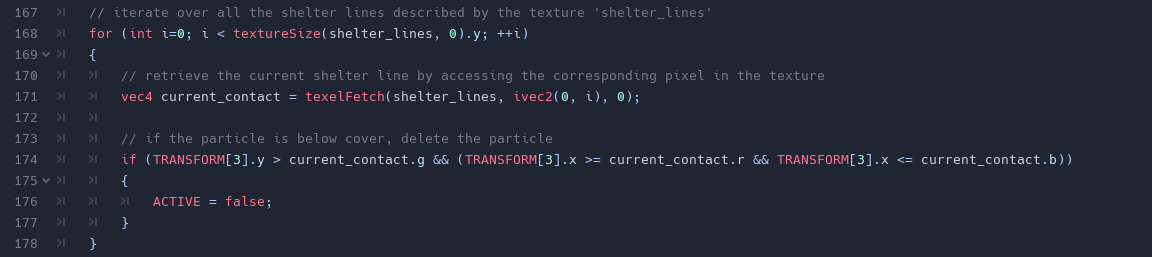 167 // iterate over all the shelter lines described by the texture 'shelter_lines'
168 for (int i=0; i < textureSize(shelter_lines, 0).y; ++i)
169 {
170 // retrieve the current shelter line by accessing the corresponding pixel in the texture
171 vec4 current_contact = texelFetch(shelter_lines, ivec2(0, i), 0);
172
173 // if the particle is below cover, delete the particle
174 if (TRANSFORM[3].y > current_contact.g && (TRANSFORM[3].x >= current_contact.r && TRANSFORM[3].x <= current_contact.b))
175 {
176 ACTIVE = false;
177 }
178 }